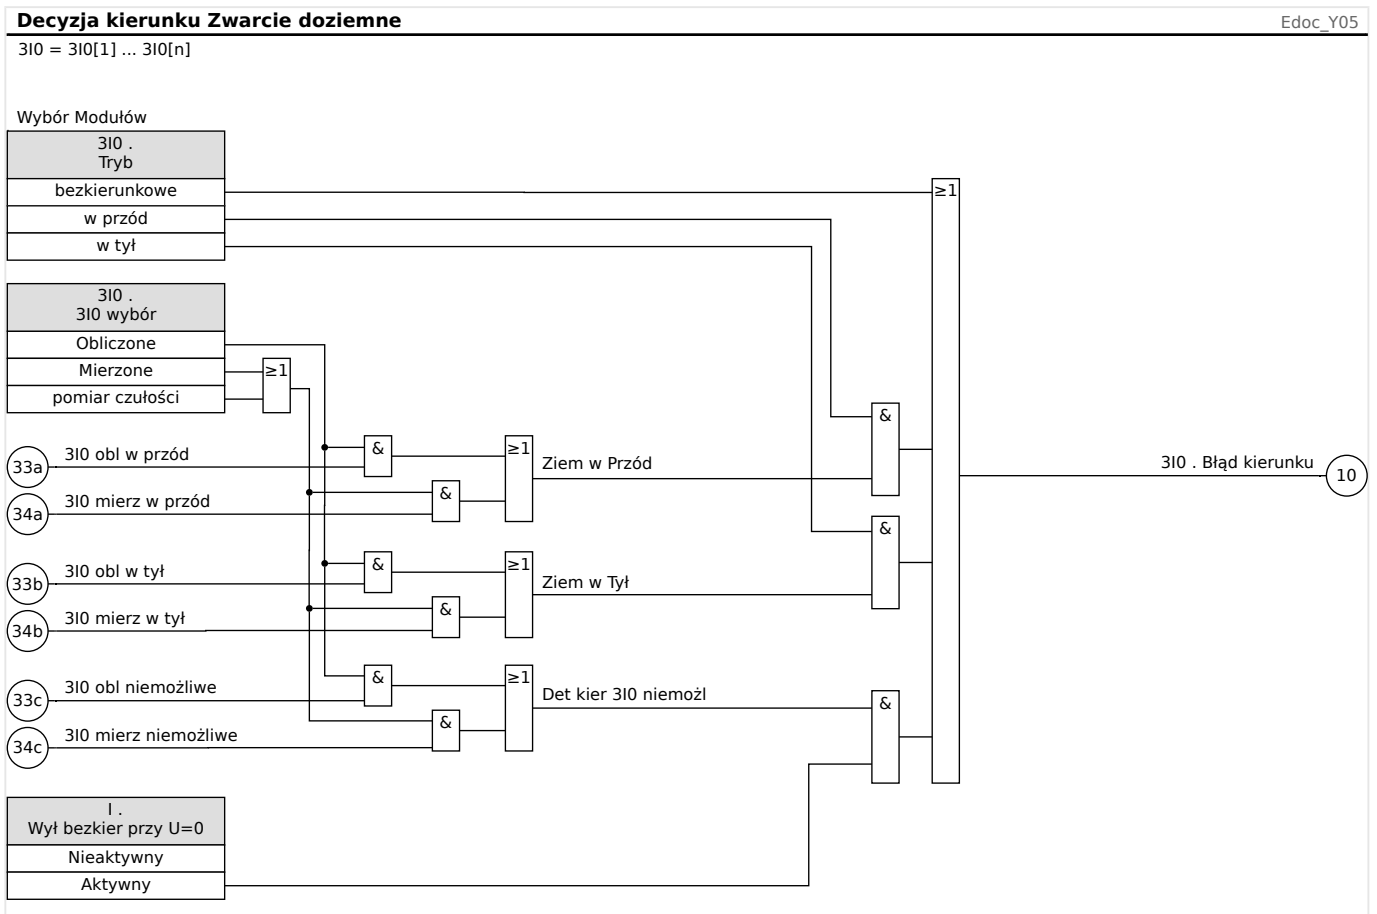 Decyzja kierunku Zwarcie doziemne
Edoc_Y05
3I0 = 3I0[1] ... 3I0[n]
Wybór Modułów
3I0 .
Tryb
bezkierunkowe
w przód
w tył
≥1
3I0 .
3I0 wybór
Obliczone
Mierzone
pomiar czułości
≥1
&
33a
3I0 obl w przód
&
≥1
Ziem w Przód
34a
3I0 mierz w przód
&
3I0 . Błąd kierunku
10
&
33b
3I0 obl w tył
&
≥1
Ziem w Tył
34b
3I0 mierz w tył
&
33c
3I0 obl niemożliwe
&
≥1
Det kier 3I0 niemożl
&
34c
3I0 mierz niemożliwe
&
I .
Wył bezkier przy U=0
Nieaktywny
Aktywny